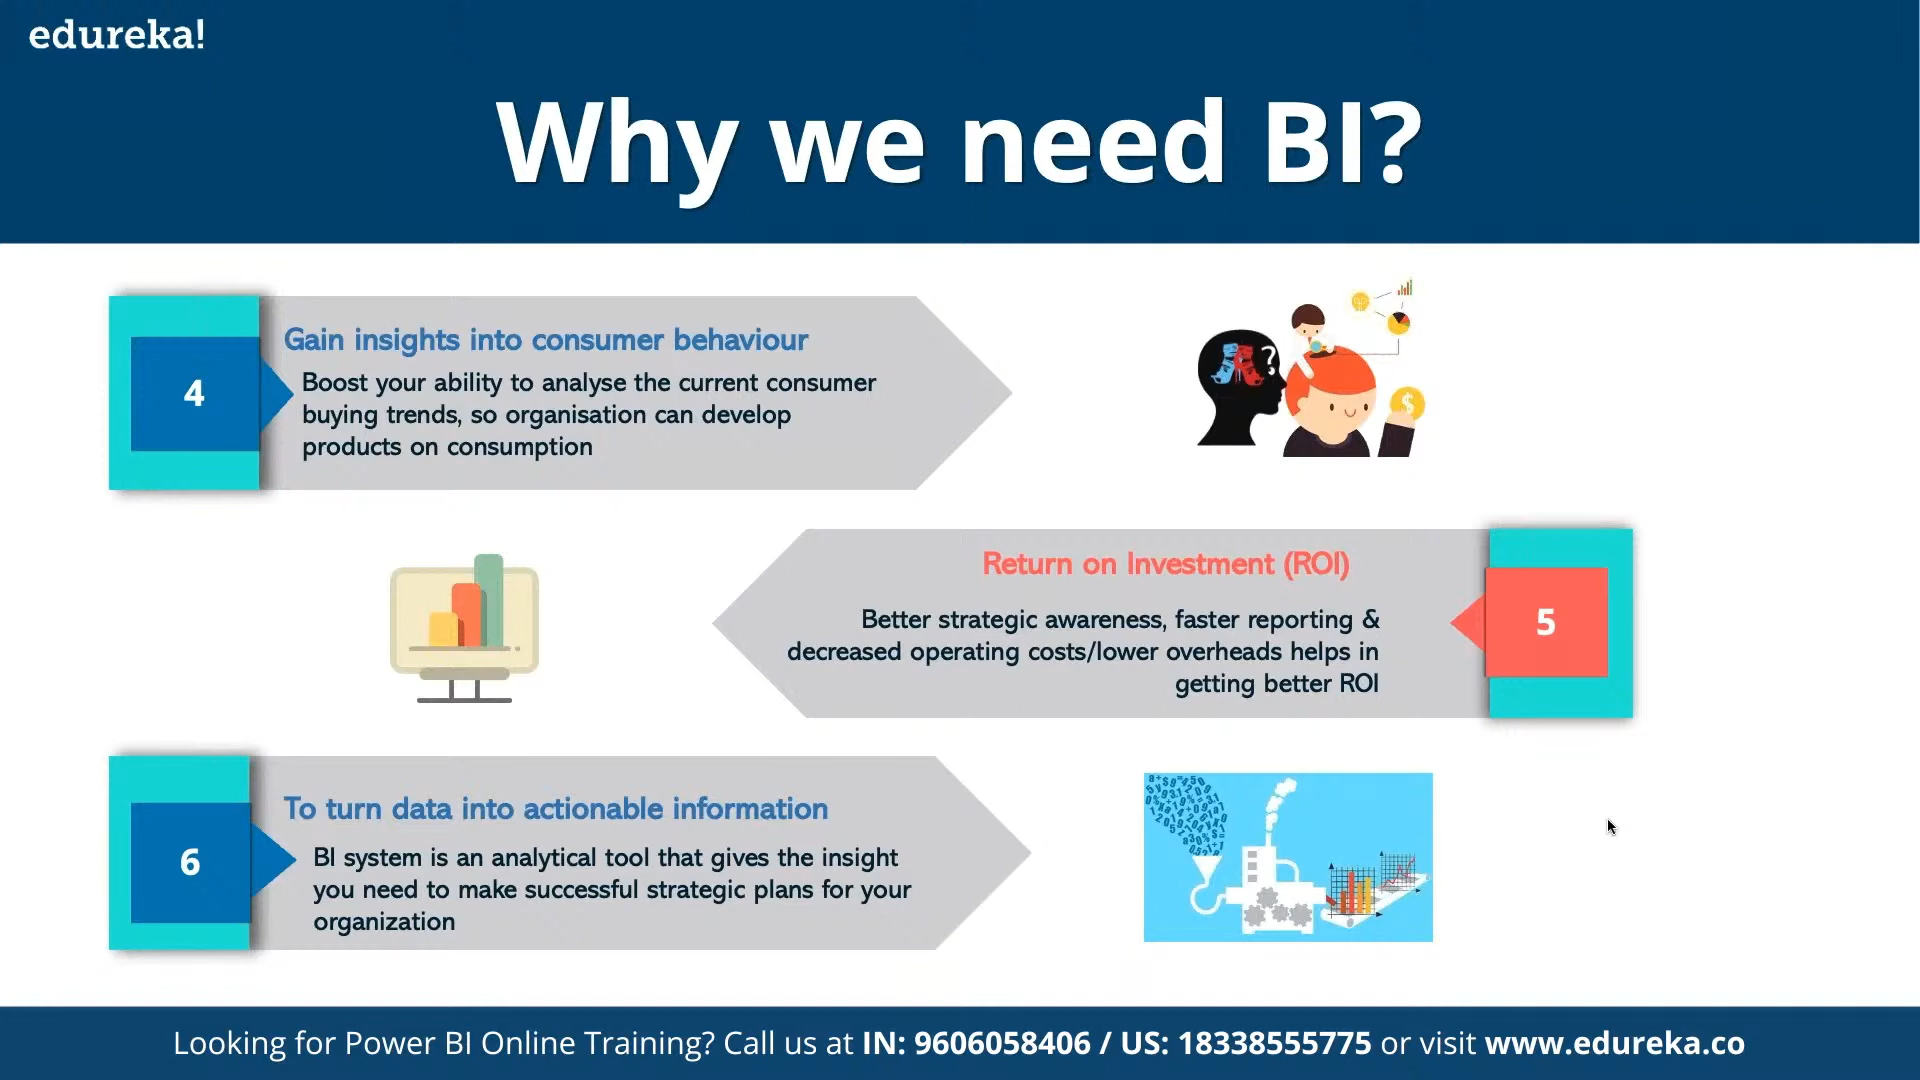 edureka!
Why we need BI?
4
Gain insights into consumer behaviour
Boost your ability to analyse the current consumer
buying trends, so organisation can develop
products on consumption
?
$
Return on Investment (ROI)
Better strategic awareness, faster reporting &
decreased operating costs/lower overheads helps in
getting better ROI
5
6
To turn data into actionable information
BI system is an analytical tool that gives the insight
you need to make successful strategic plans for your
organization
Looking for Power BI Online Training? Call us at IN: 9606058406 / US: 18338555775 or visit www.edureka.co